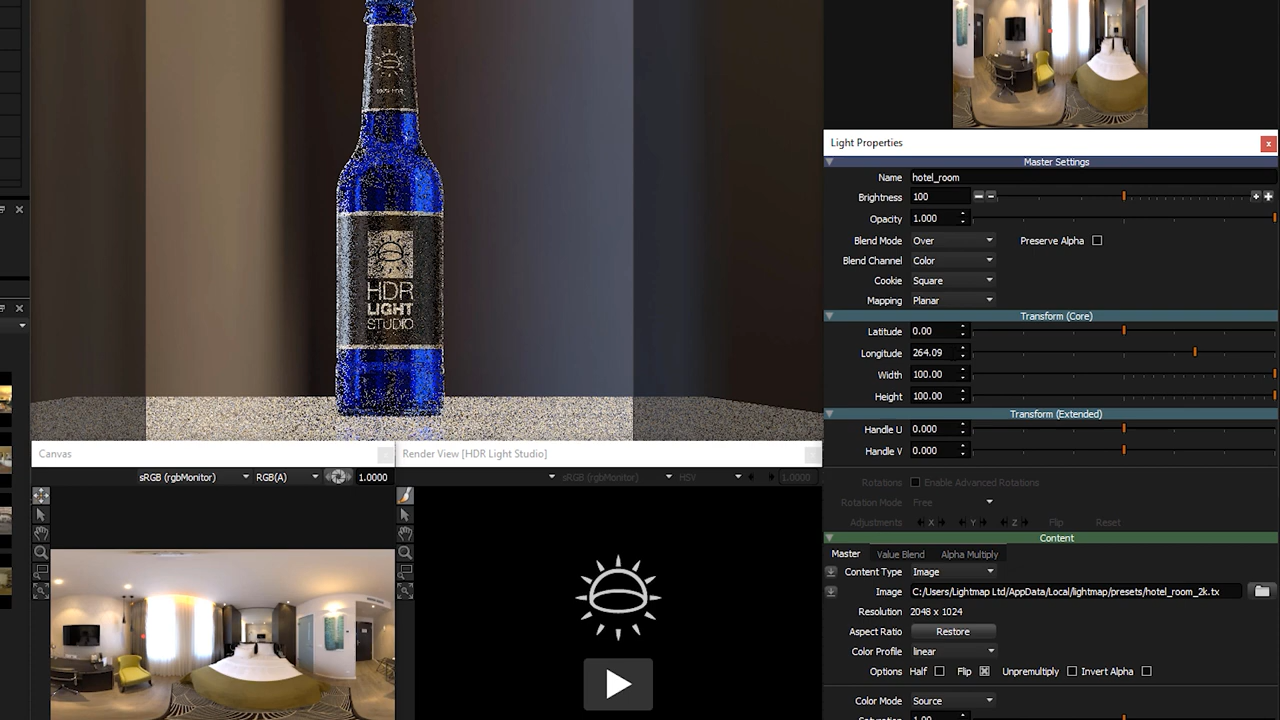 HDR
LIGHT
STUDIO
Light Properties
x
Master Settings
Name hotel_room
Brightness 100
Opacity 1.000
Blend Mode Over Preserve Alpha
Blend Channel Color
Cookie Square
Mapping Planar
Transform (Core)
Latitude 0.00
Longitude 264.09
Width 100.00
Height 100.00
Transform (Extended)
Handle U 0.000
Handle V 0.000
Rotations Enable Advanced Rotations
Rotation Mode Free
Adjustments X Y Z Flip Reset
Content
Master Value Blend Alpha Multiply
Content Type Image
Image C:/Users/Lightmap Ltd/AppData/Local/lightmap/presets/hotel_room_2k.tx
Resolution 2048 x 1024
Aspect Ratio Restore
Color Profile linear
Options Half Flip Unpremultiply Invert Alpha
Color Mode Source
Canvas
sRGB (rgbMonitor) RGB(A) 1.0000
Render View [HDR Light Studio]
sRGB (rgbMonitor) HSV 1.0000